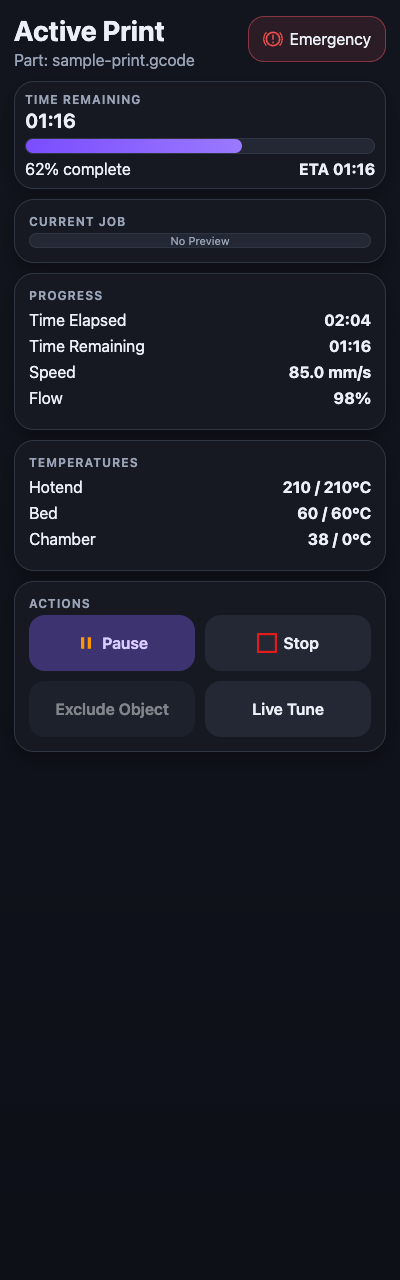 Active Print
Part: sample-print.gcode
Emergency
TIME REMAINING
01:16
62% complete
ETA 01:16
CURRENT JOB
No Preview
PROGRESS
Time Elapsed 02:04
Time Remaining 01:16
Speed 85.0 mm/s
Flow 98%
TEMPERATURES
Hotend 210 / 210°C
Bed 60 / 60°C
Chamber 38 / 0°C
ACTIONS
Pause
Stop
Exclude Object
Live Tune